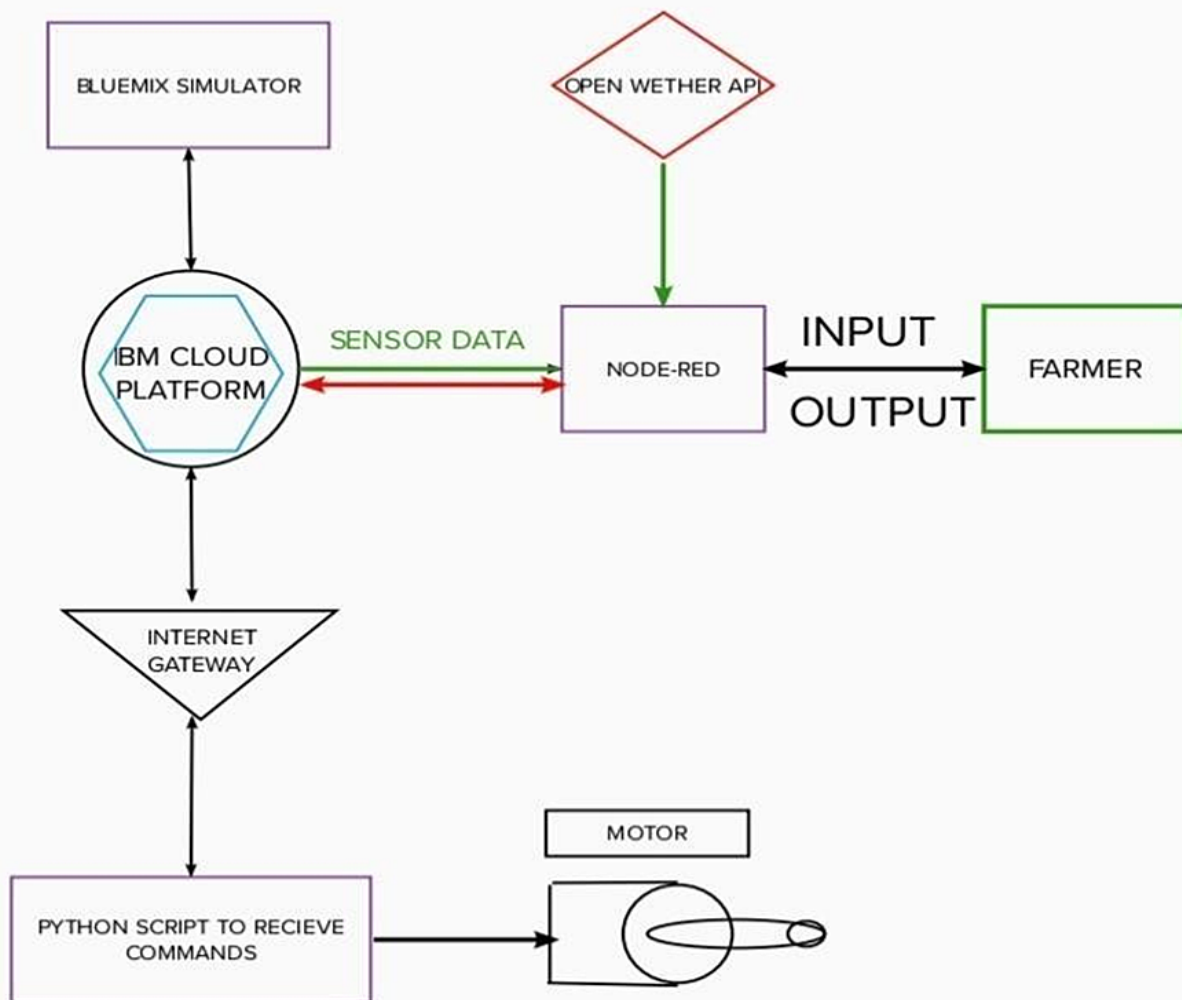 BLUEMIX SIMULATOR
OPEN WETHER API
IBM CLOUD
PLATFORM
SENSOR DATA
NODE-RED
INPUT
OUTPUT
FARMER
INTERNET
GATEWAY
MOTOR
PYTHON SCRIPT TO RECIEVE
COMMANDS